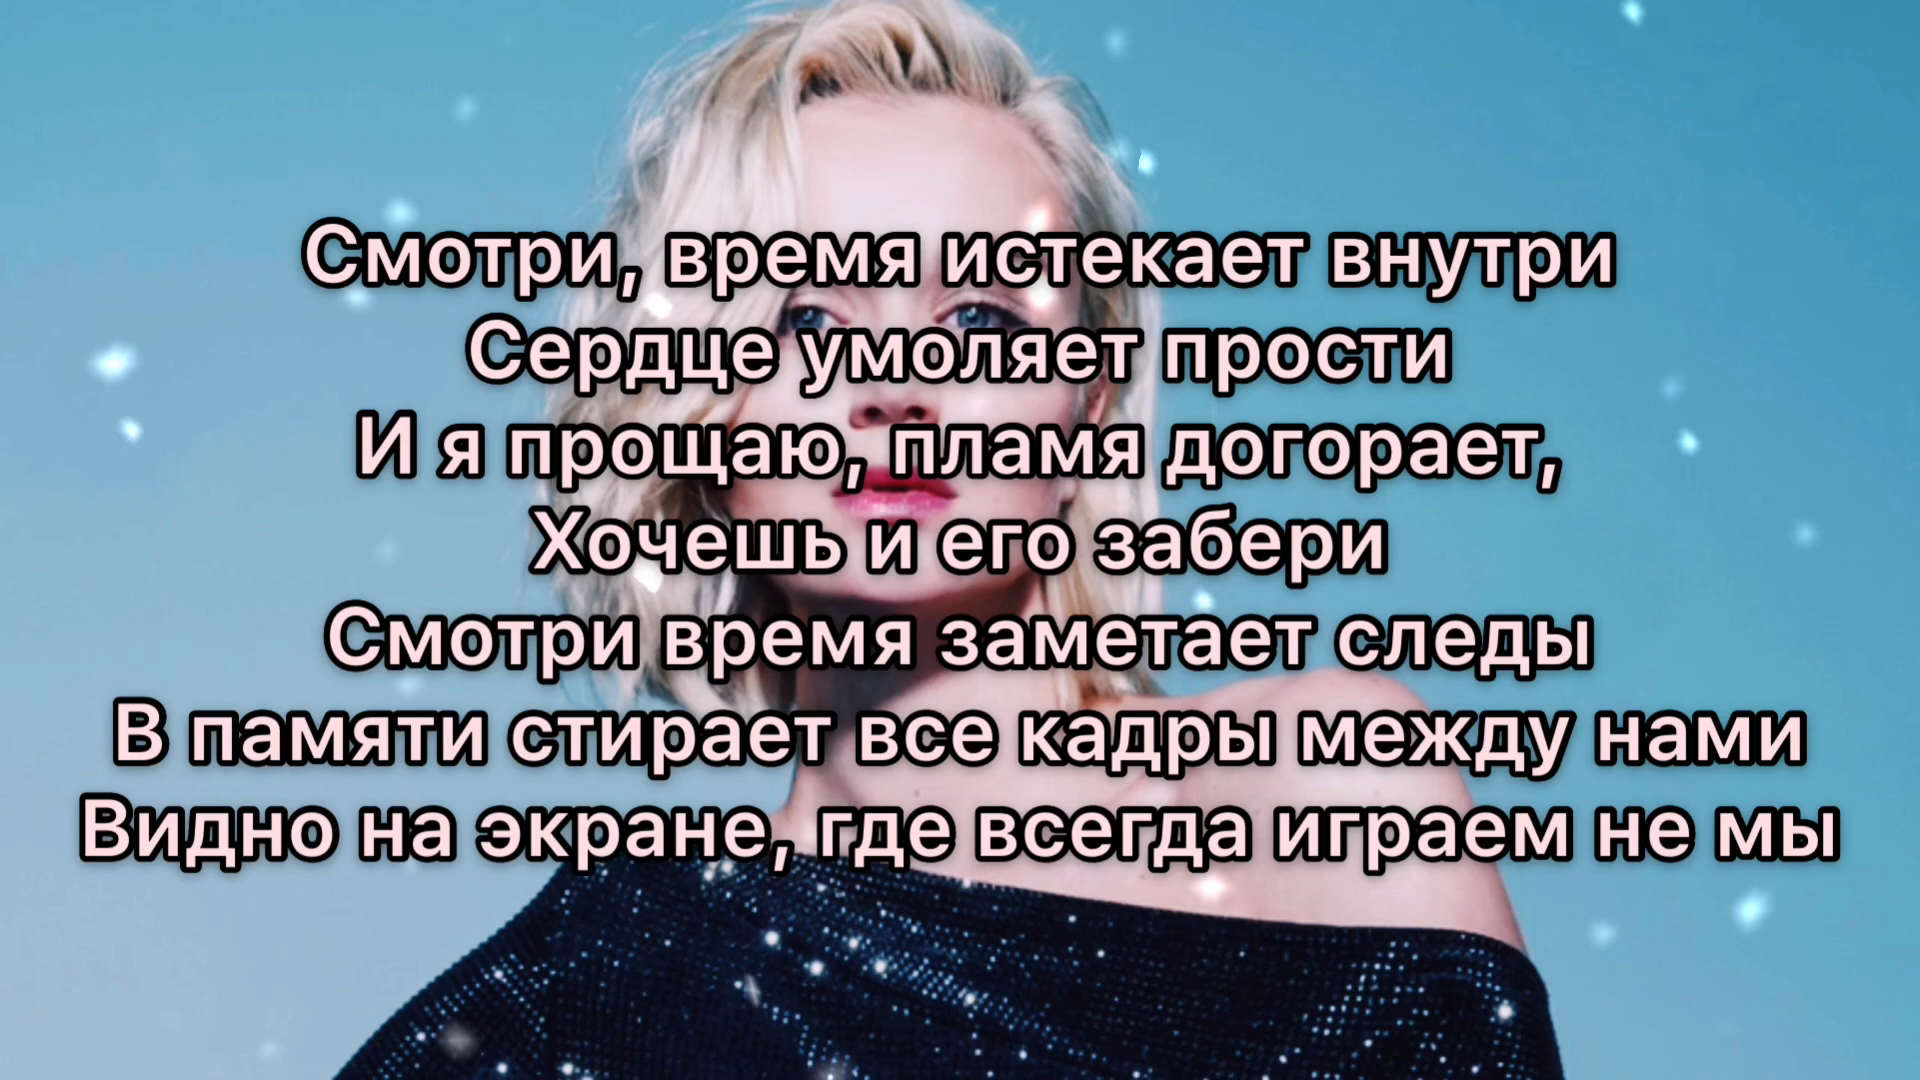 Смотри, время истекает внутри
Сердце умоляет прости
И я прощаю, пламя догорает,
Хочешь и его забери
Смотри время заметает следы
В памяти стирает все кадры между нами
Видно на экране, где всегда играем не мы